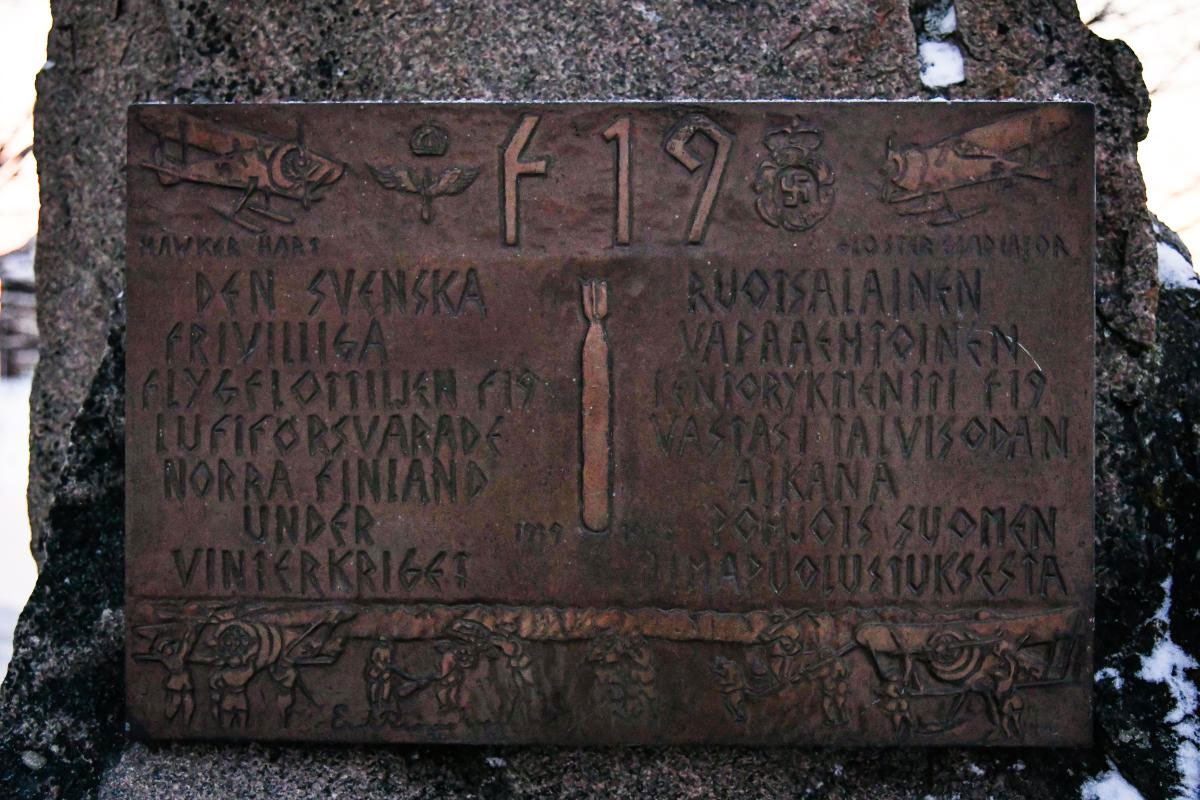 F 19
HAWKER HART
GLOSTER GLADIATOR
DEN SVENSKA
FRIVILLIGA
FLYGFLOTTILJEN F19
LUFTFÖRSVARADE
NORRA FINLAND
UNDER
VINTERKRIGET
1939
RUOTSALAINEN
VAPAAEHTOINEN
LENTORYKMENTTI F19
VASTASI TALVISODAN
AIKANA
POHJOIS SUOMEN
ILMAPUOLUSTUKSESTA